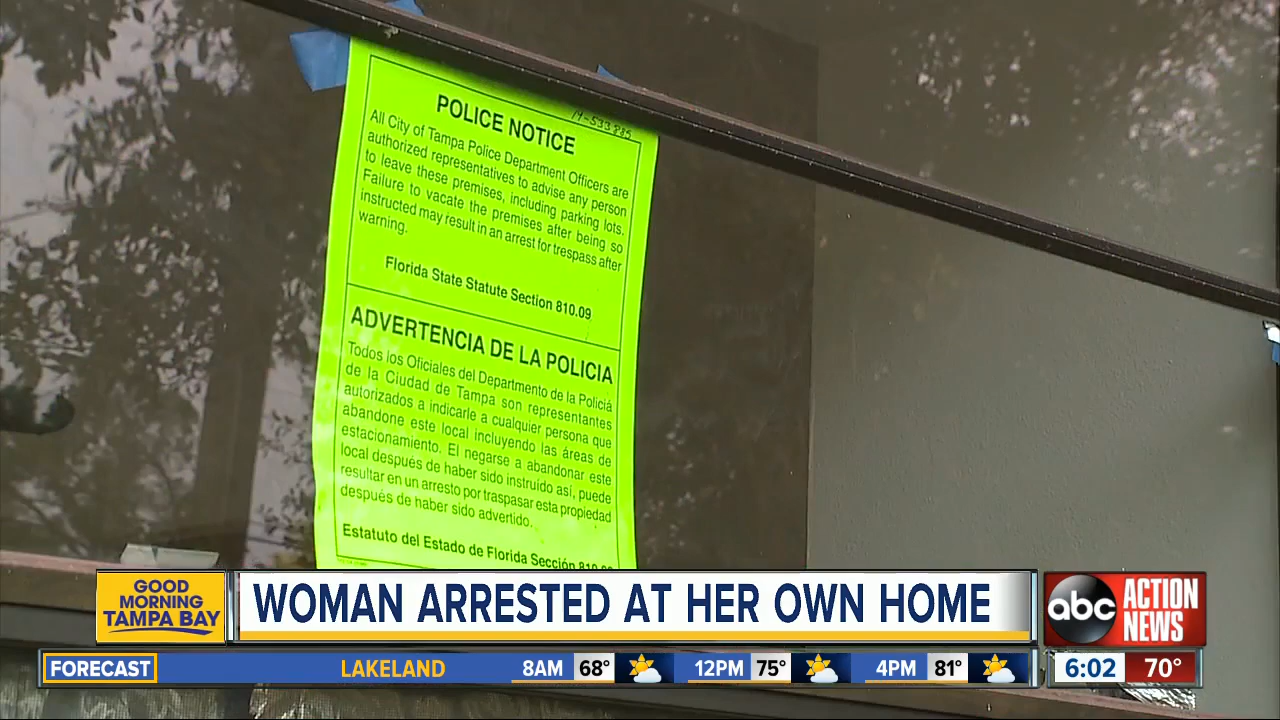 POLICE NOTICE
All City of Tampa Police Department Officers are
authorized representatives to advise any person
to leave these premises, including parking lots.
Failure to vacate the premises after being so
instructed may result in an arrest for trespass after
warning.
Florida State Statute Section 810.09
ADVERTENCIA DE LA POLICIA
Todos los Oficiales del Departmento de la Policiá
de la Ciudad de Tampa son representantes
autorizados a indicarle a cualquier persona que
abandone este local incluyendo las áreas de
estacionamiento. El negarse a abandonar este
local después de haber sido instruído así, puede
resultar en un arresto por traspasar esta propiedad
después de haber sido advertido.
Estatuto del Estado de Florida Sección
GOOD
MORNING
TAMPA BAY
WOMAN ARRESTED AT HER OWN HOME
abc
ACTION
NEWS
FORECAST LAKELAND 8AM 68° 12PM 75° 4PM 81°
6:02 70°